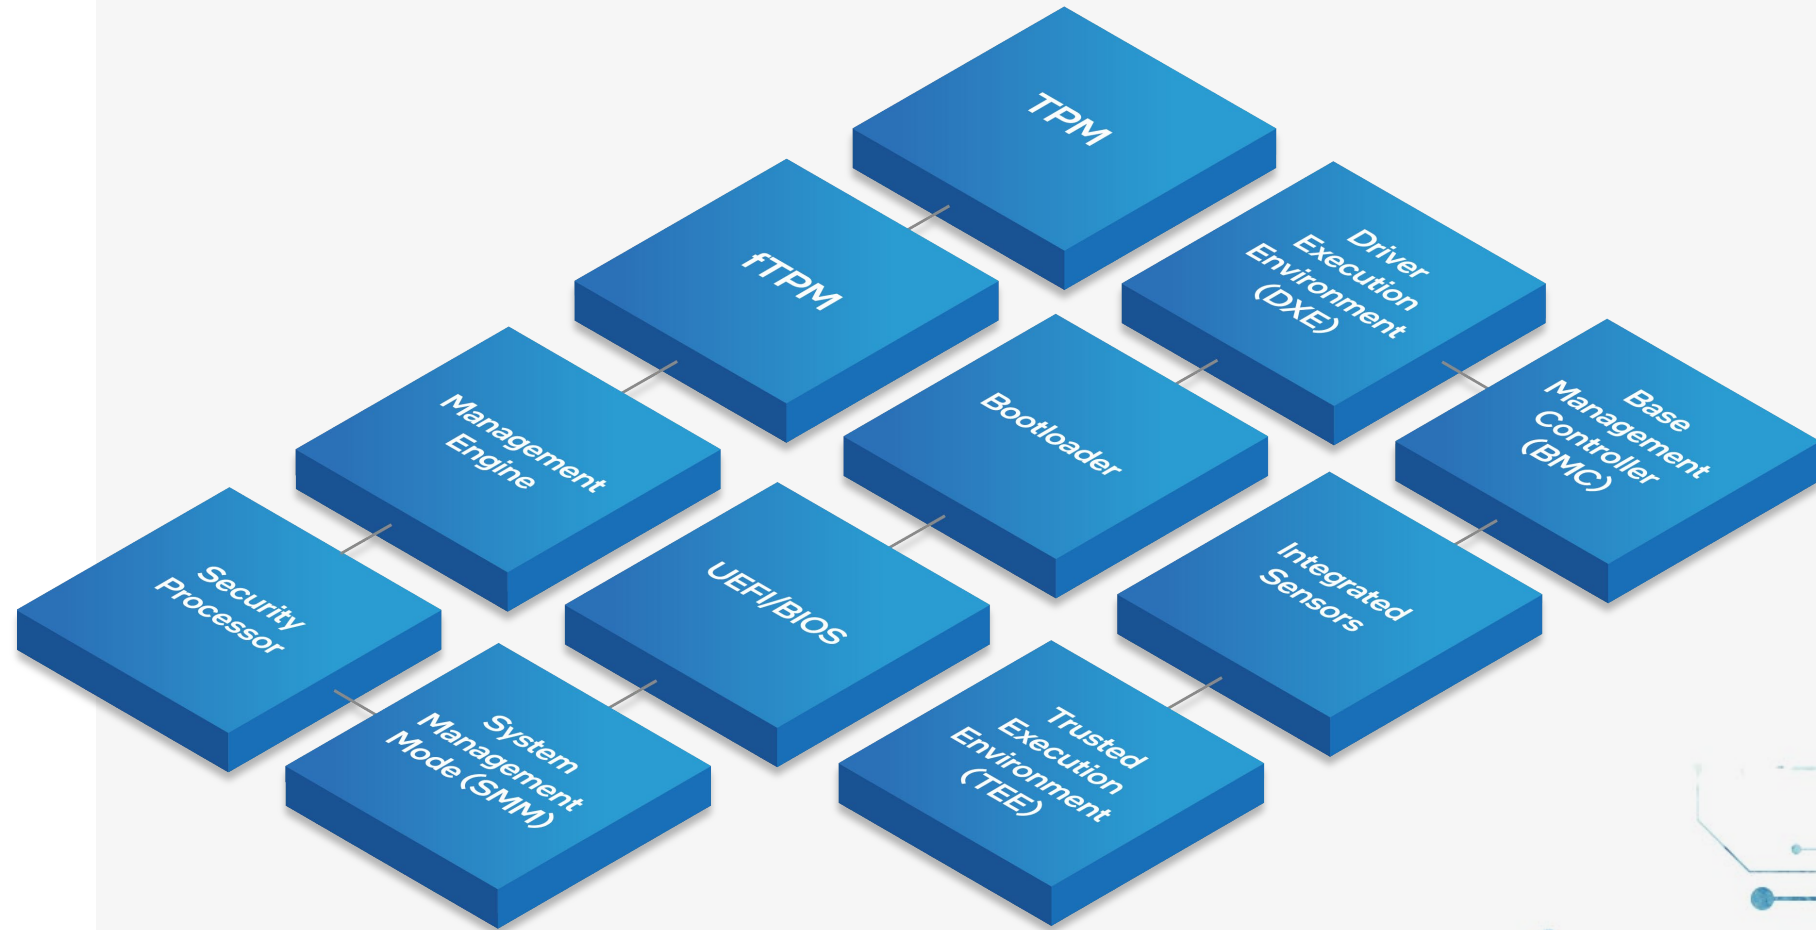 TPM
fTPM
Driver
Execution
Environment
(DXE)
Management
Engine
Bootloader
Base
Management
Controller
(BMC)
Security
Processor
UEFI/BIOS
Integrated
Sensors
System
Management
Mode (SMM)
Trusted
Execution
Environment
(TEE)